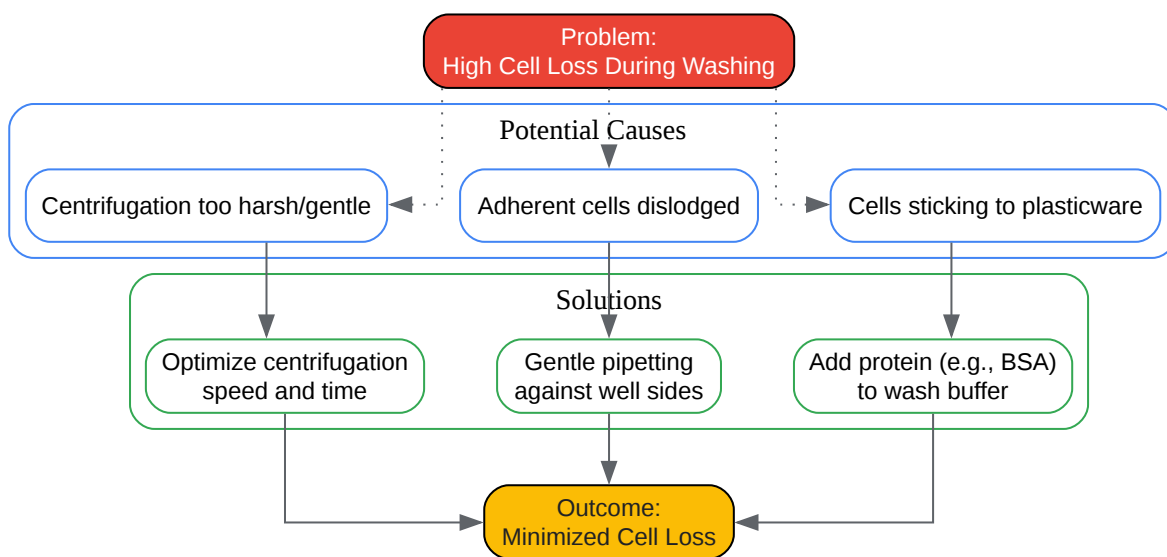 Problem:
High Cell Loss During Washing
Potential Causes
Centrifugation too harsh/gentle
Adherent cells dislodged
Cells sticking to plasticware
Solutions
Optimize centrifugation
speed and time
Gentle pipetting
against well sides
Add protein (e.g., BSA)
to wash buffer
Outcome:
Minimized Cell Loss